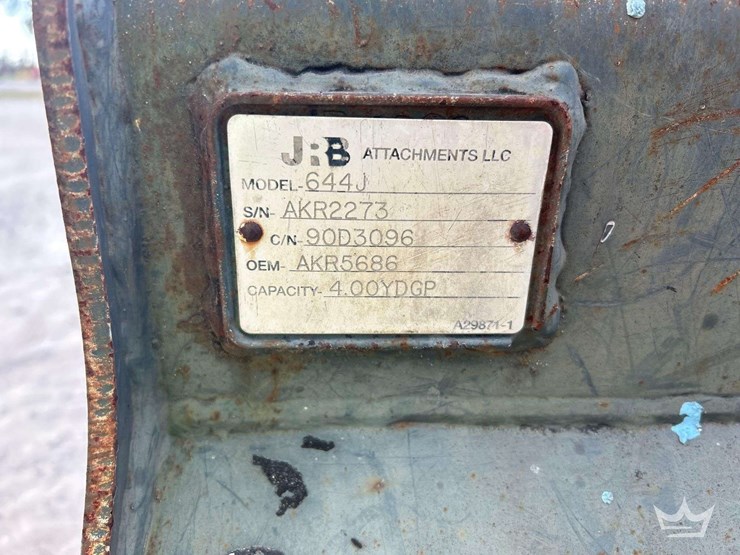 JRB ATTACHMENTS LLC
MODEL- 644J
S/N- AKR2273
C/N- 90D3096
OEM- AKR5686
CAPACITY- 4.00YDGP
A29871-1